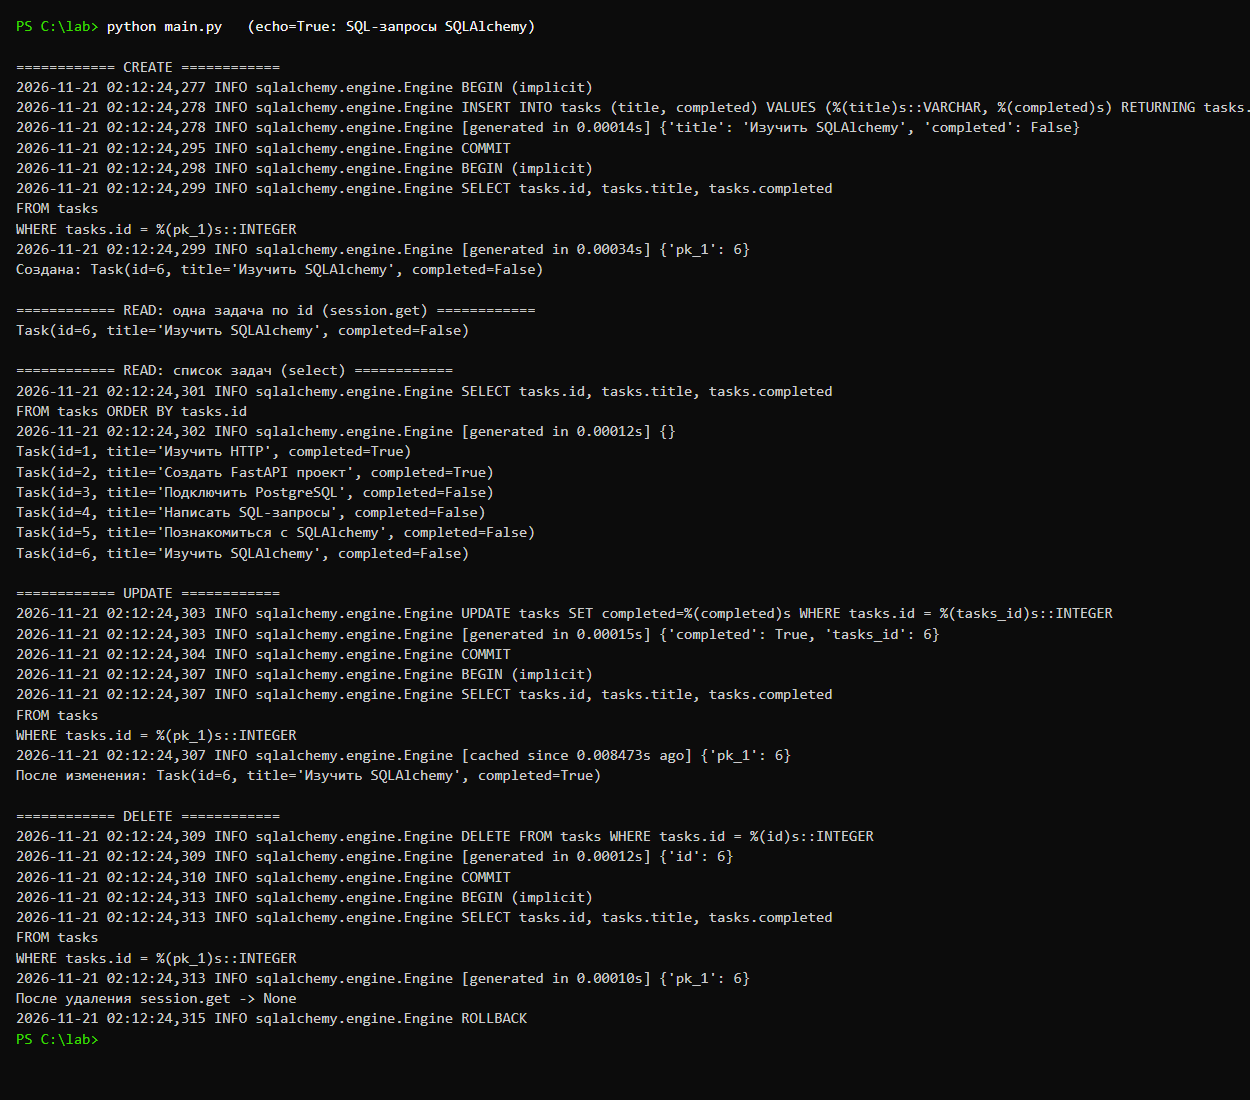 PS C:\lab> python main.py   (echo=True: SQL-запросы SQLAlchemy)
============ CREATE ============
2026-11-21 02:12:24,277 INFO sqlalchemy.engine.Engine BEGIN (implicit)
2026-11-21 02:12:24,278 INFO sqlalchemy.engine.Engine INSERT INTO tasks (title, completed) VALUES (%(title)s::VARCHAR, %(completed)s) RETURNING tasks.
2026-11-21 02:12:24,278 INFO sqlalchemy.engine.Engine [generated in 0.00014s] {'title': 'Изучить SQLAlchemy', 'completed': False}
2026-11-21 02:12:24,295 INFO sqlalchemy.engine.Engine COMMIT
2026-11-21 02:12:24,298 INFO sqlalchemy.engine.Engine BEGIN (implicit)
2026-11-21 02:12:24,299 INFO sqlalchemy.engine.Engine SELECT tasks.id, tasks.title, tasks.completed
FROM tasks
WHERE tasks.id = %(pk_1)s::INTEGER
2026-11-21 02:12:24,299 INFO sqlalchemy.engine.Engine [generated in 0.00034s] {'pk_1': 6}
Создана: Task(id=6, title='Изучить SQLAlchemy', completed=False)
============ READ: одна задача по id (session.get) ============
Task(id=6, title='Изучить SQLAlchemy', completed=False)
============ READ: список задач (select) ============
2026-11-21 02:12:24,301 INFO sqlalchemy.engine.Engine SELECT tasks.id, tasks.title, tasks.completed
FROM tasks ORDER BY tasks.id
2026-11-21 02:12:24,302 INFO sqlalchemy.engine.Engine [generated in 0.00012s] {}
Task(id=1, title='Изучить HTTP', completed=True)
Task(id=2, title='Создать FastAPI проект', completed=True)
Task(id=3, title='Подключить PostgreSQL', completed=False)
Task(id=4, title='Написать SQL-запросы', completed=False)
Task(id=5, title='Познакомиться с SQLAlchemy', completed=False)
Task(id=6, title='Изучить SQLAlchemy', completed=False)
============ UPDATE ============
2026-11-21 02:12:24,303 INFO sqlalchemy.engine.Engine UPDATE tasks SET completed=%(completed)s WHERE tasks.id = %(tasks_id)s::INTEGER
2026-11-21 02:12:24,303 INFO sqlalchemy.engine.Engine [generated in 0.00015s] {'completed': True, 'tasks_id': 6}
2026-11-21 02:12:24,304 INFO sqlalchemy.engine.Engine COMMIT
2026-11-21 02:12:24,307 INFO sqlalchemy.engine.Engine BEGIN (implicit)
2026-11-21 02:12:24,307 INFO sqlalchemy.engine.Engine SELECT tasks.id, tasks.title, tasks.completed
FROM tasks
WHERE tasks.id = %(pk_1)s::INTEGER
2026-11-21 02:12:24,307 INFO sqlalchemy.engine.Engine [cached since 0.008473s ago] {'pk_1': 6}
После изменения: Task(id=6, title='Изучить SQLAlchemy', completed=True)
============ DELETE ============
2026-11-21 02:12:24,309 INFO sqlalchemy.engine.Engine DELETE FROM tasks WHERE tasks.id = %(id)s::INTEGER
2026-11-21 02:12:24,309 INFO sqlalchemy.engine.Engine [generated in 0.00012s] {'id': 6}
2026-11-21 02:12:24,310 INFO sqlalchemy.engine.Engine COMMIT
2026-11-21 02:12:24,313 INFO sqlalchemy.engine.Engine BEGIN (implicit)
2026-11-21 02:12:24,313 INFO sqlalchemy.engine.Engine SELECT tasks.id, tasks.title, tasks.completed
FROM tasks
WHERE tasks.id = %(pk_1)s::INTEGER
2026-11-21 02:12:24,313 INFO sqlalchemy.engine.Engine [generated in 0.00010s] {'pk_1': 6}
После удаления session.get -> None
2026-11-21 02:12:24,315 INFO sqlalchemy.engine.Engine ROLLBACK
PS C:\lab>